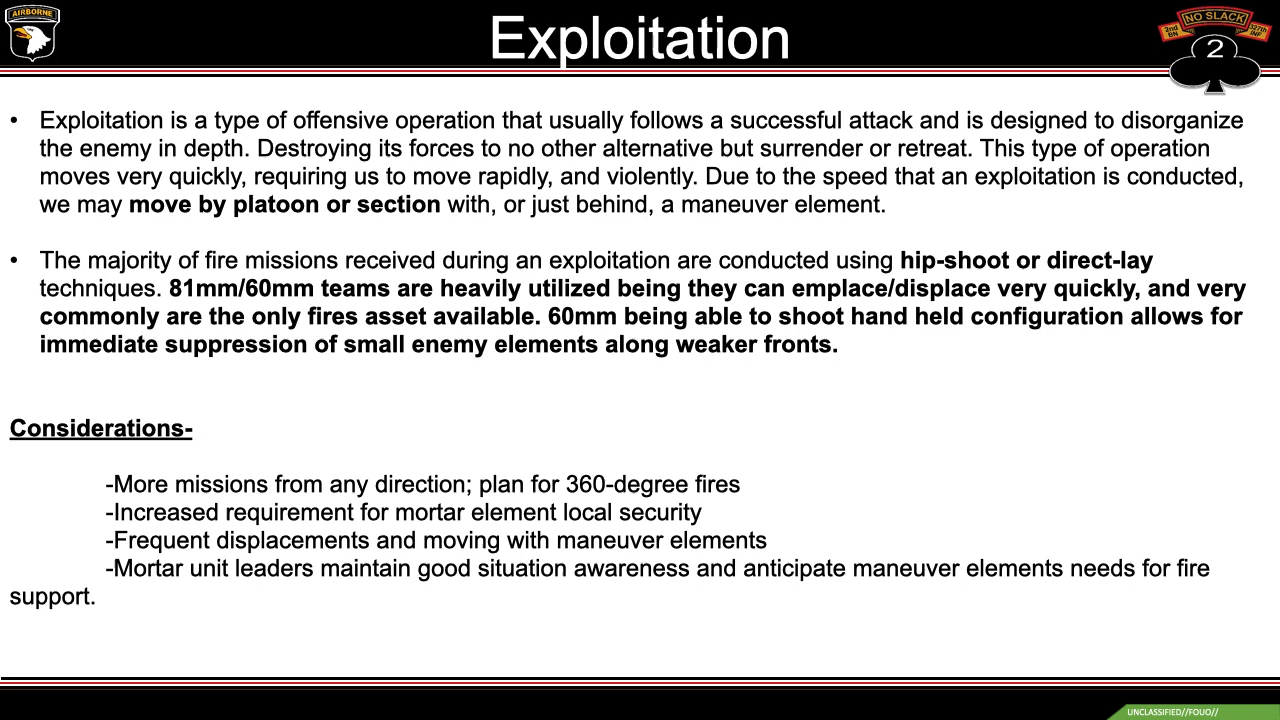 AIRBORNE
Exploitation
NO SLACK
2nd BN
327th INF
2
• Exploitation is a type of offensive operation that usually follows a successful attack and is designed to disorganize
the enemy in depth. Destroying its forces to no other alternative but surrender or retreat. This type of operation
moves very quickly, requiring us to move rapidly, and violently. Due to the speed that an exploitation is conducted,
we may move by platoon or section with, or just behind, a maneuver element.
• The majority of fire missions received during an exploitation are conducted using hip-shoot or direct-lay
techniques. 81mm/60mm teams are heavily utilized being they can emplace/displace very quickly, and very
commonly are the only fires asset available. 60mm being able to shoot hand held configuration allows for
immediate suppression of small enemy elements along weaker fronts.
Considerations-
-More missions from any direction; plan for 360-degree fires
-Increased requirement for mortar element local security
-Frequent displacements and moving with maneuver elements
-Mortar unit leaders maintain good situation awareness and anticipate maneuver elements needs for fire
support.
UNCLASSIFIED//FOUO//